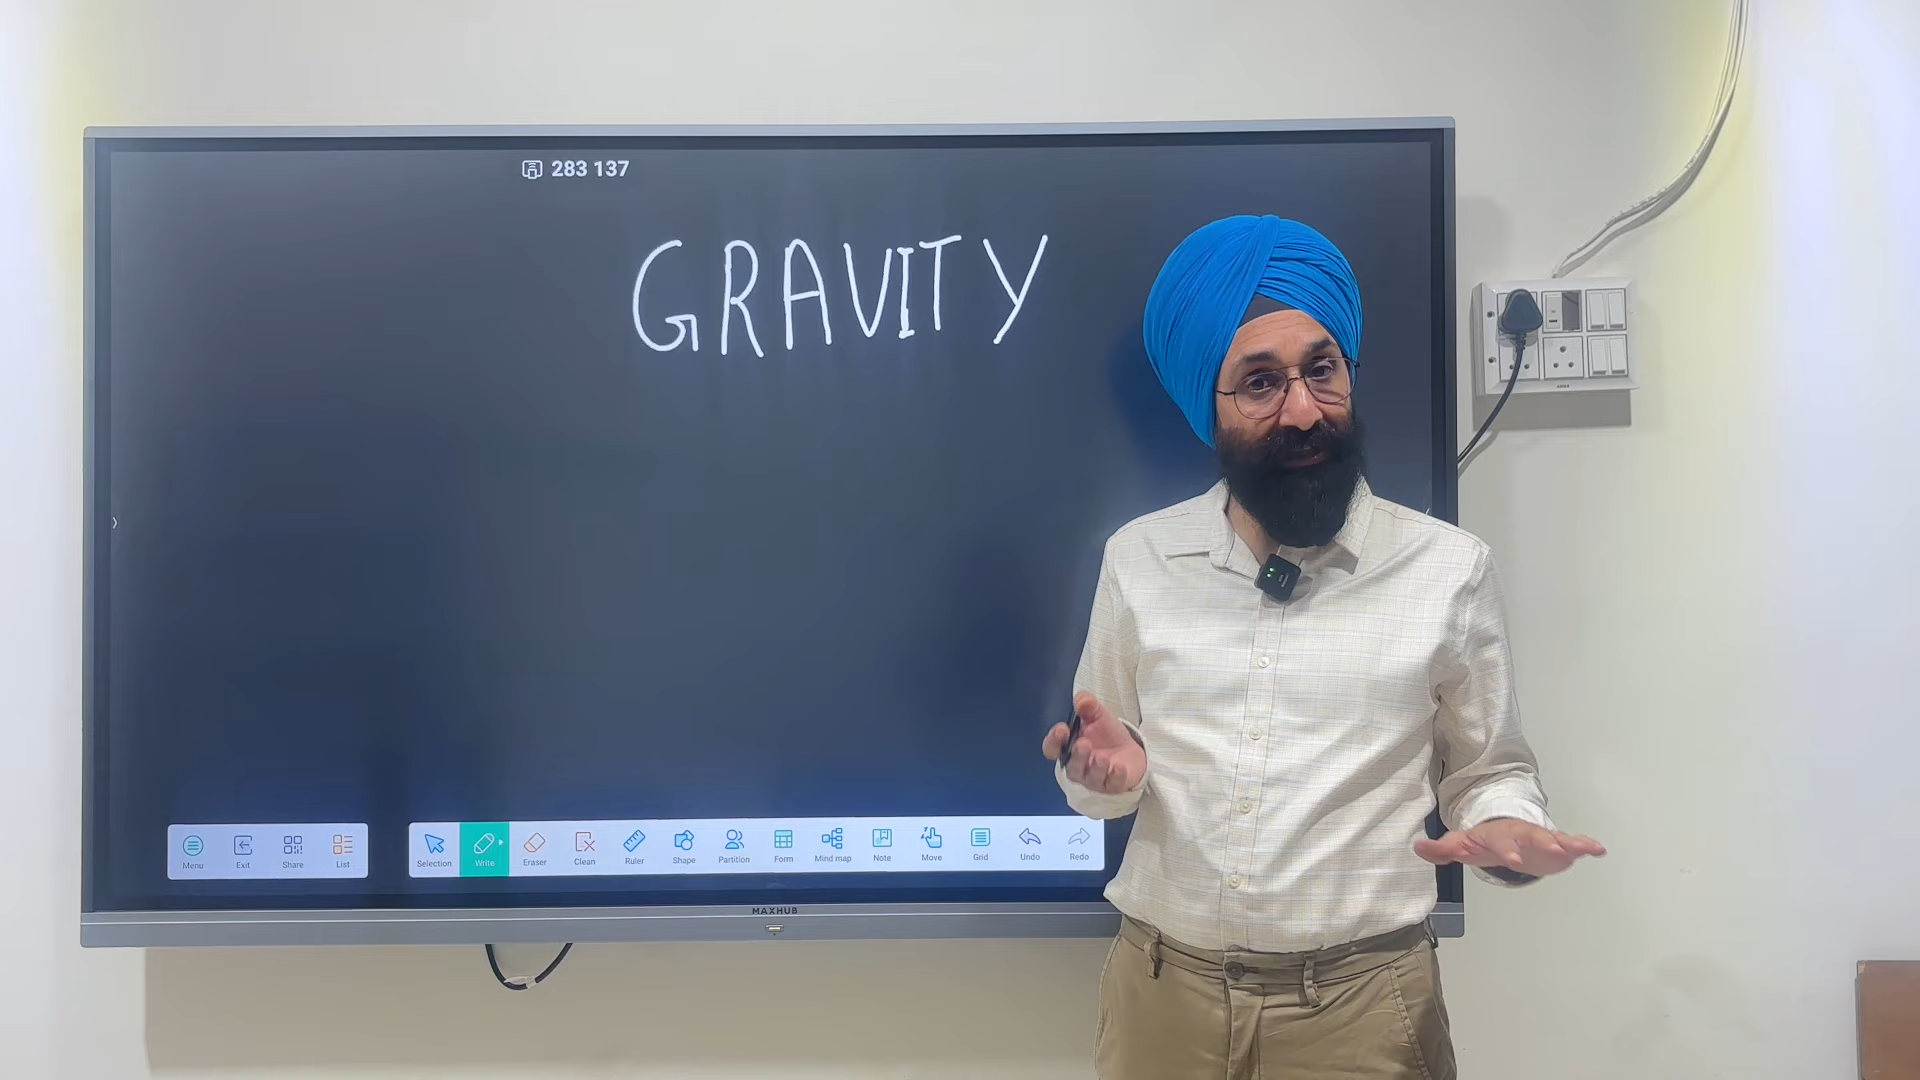 283 137
GRAVITY
Menu Exit Share List Selection Write Eraser Clean Ruler Shape Partition Form Mind map Note Move Grid Undo Redo
MAXHUB